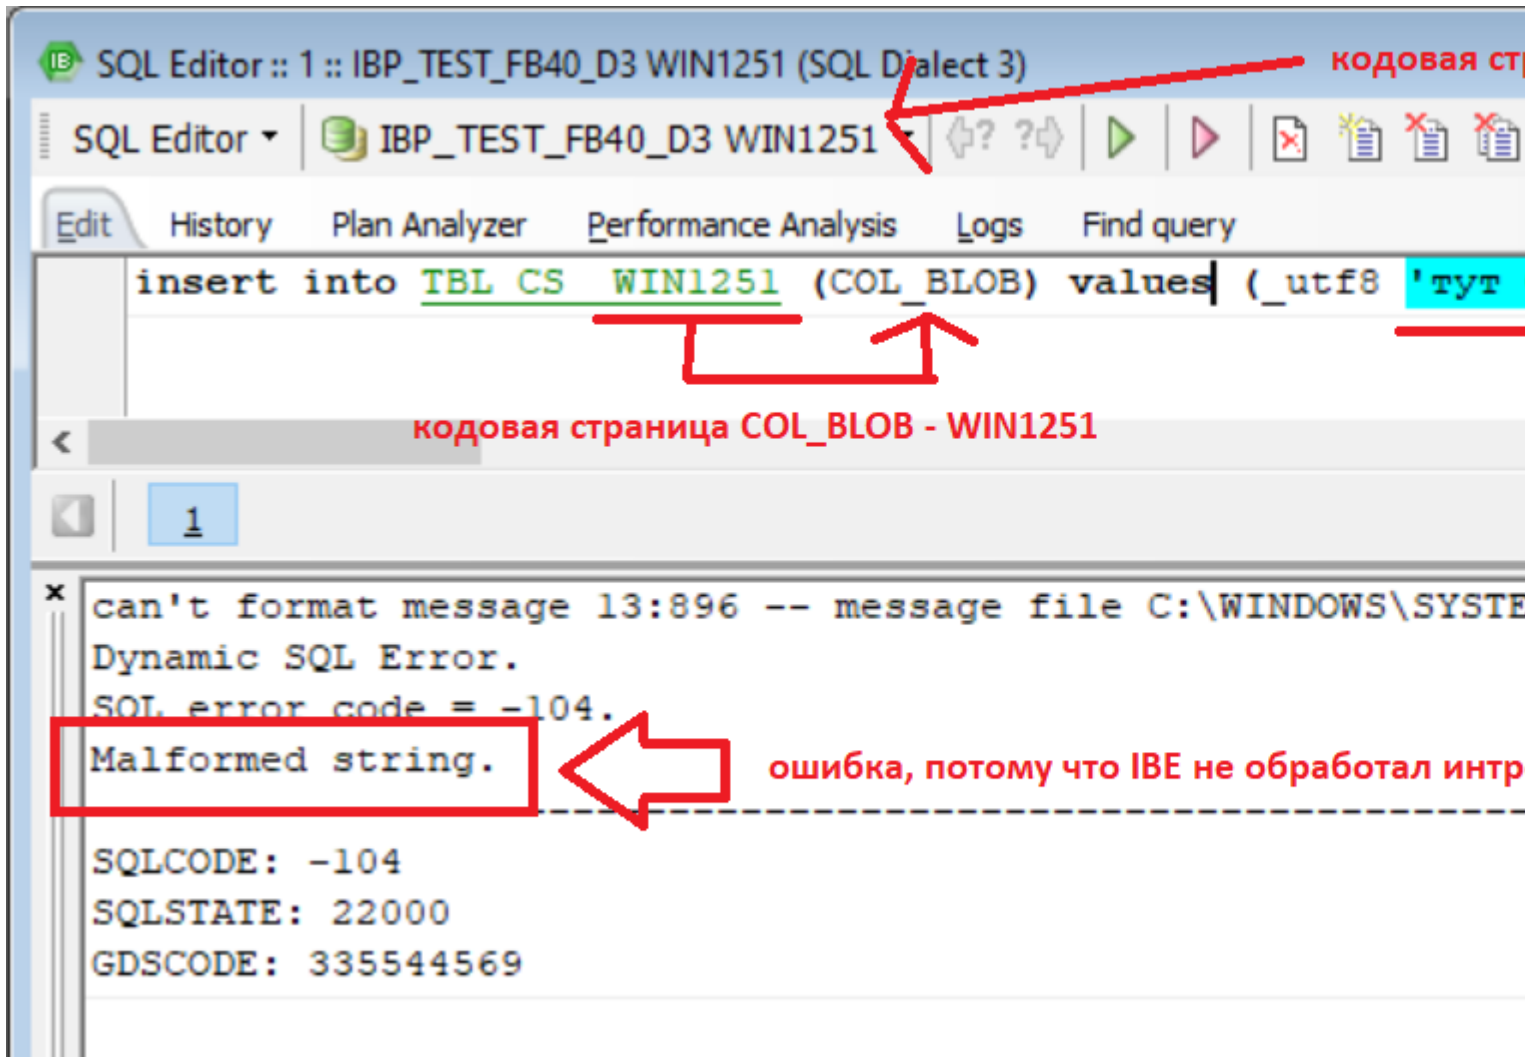 SQL Editor :: 1 :: IBP_TEST_FB40_D3 WIN1251 (SQL Dialect 3)
кодовая стр
SQL Editor IBP_TEST_FB40_D3 WIN1251
Edit History Plan Analyzer Performance Analysis Logs Find query
insert into TBL_CS__WIN1251 (COL_BLOB) values (_utf8 'тут
кодовая страница COL_BLOB - WIN1251
1
can't format message 13:896 -- message file C:\WINDOWS\SYSTE
Dynamic SQL Error.
SQL error code = -104.
Malformed string.
ошибка, потому что IBE не обработал интр
SQLCODE: -104
SQLSTATE: 22000
GDSCODE: 335544569